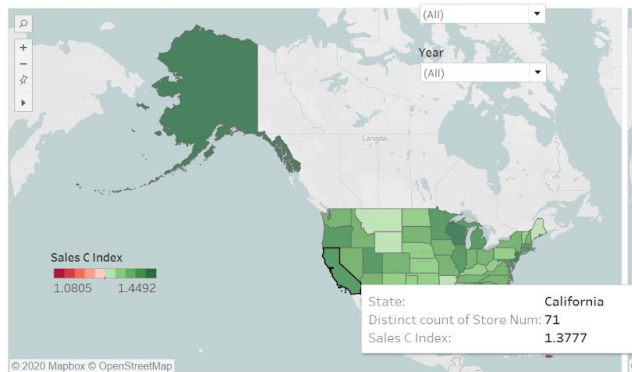 (All)
Year
(All)
Canada
Sales C Index
1.0805 1.4492
State: California
Distinct count of Store Num: 71
Sales C Index: 1.3777
© 2020 Mapbox © OpenStreetMap